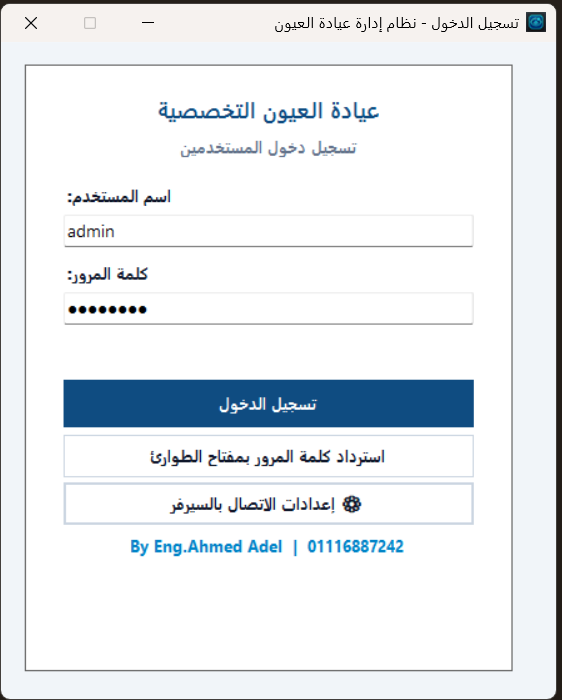 تسجيل الدخول - نظام إدارة عيادة العيون
عيادة العيون التخصصية
تسجيل دخول المستخدمين
اسم المستخدم:
admin
كلمة المرور:
●●●●●●●●
تسجيل الدخول
استرداد كلمة المرور بمفتاح الطوارئ
إعدادات الاتصال بالسيرفر
By Eng.Ahmed Adel | 01116887242